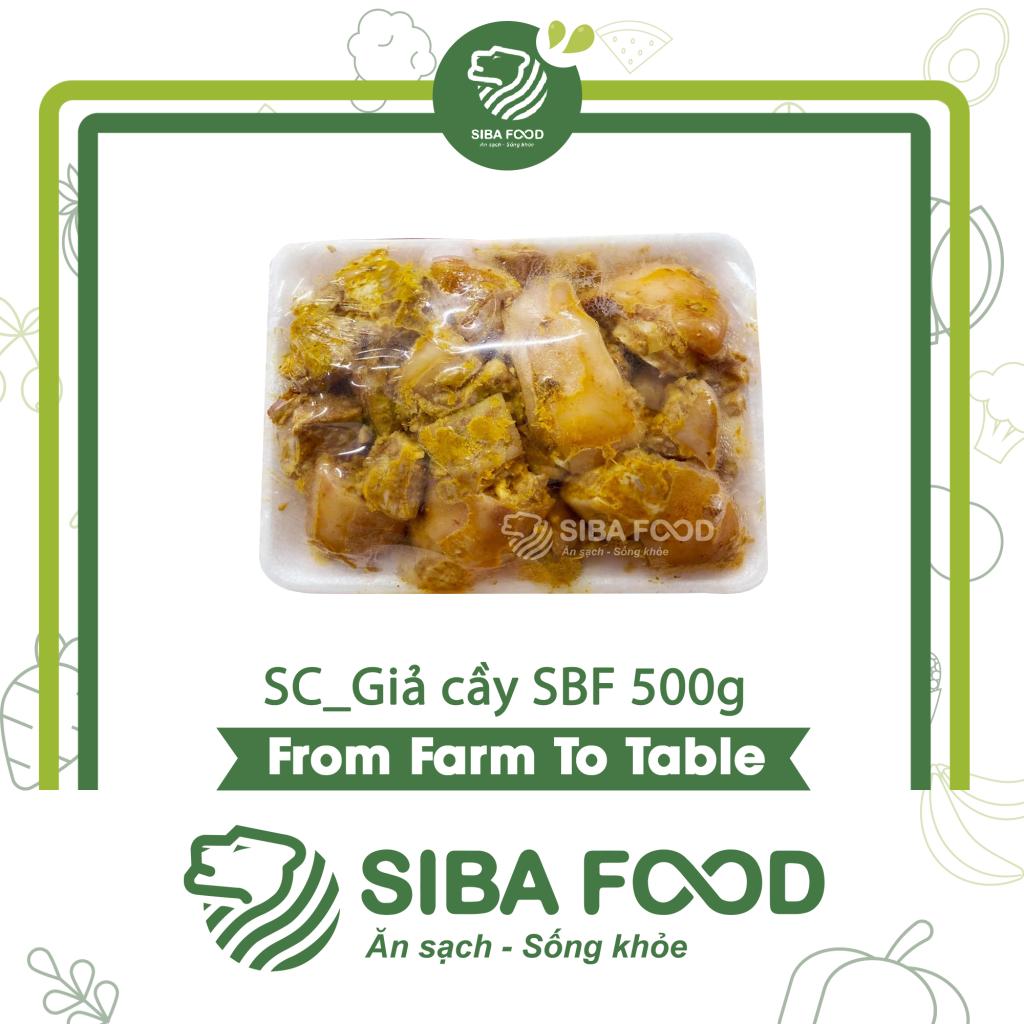 SIBA FOOD
Ăn sạch - Sống khỏe
SIBA FOOD
Ăn sạch - Sống khỏe
SC_Giả cầy SBF 500g
From Farm To Table
SIBA FOOD
Ăn sạch - Sống khỏe